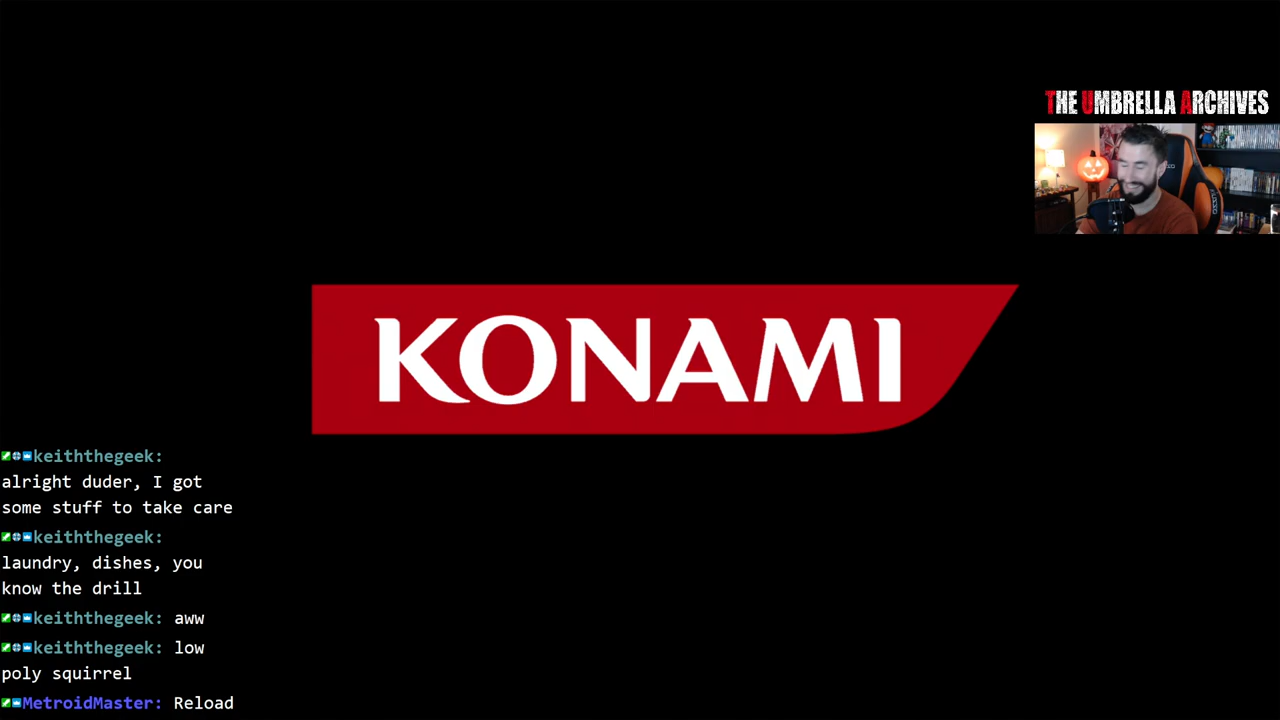 THE UMBRELLA ARCHIVES
KONAMI
keiththegeek:
alright duder, I got
some stuff to take care
keiththegeek:
laundry, dishes, you
know the drill
keiththegeek: aww
keiththegeek: low
poly squirrel
MetroidMaster: Reload